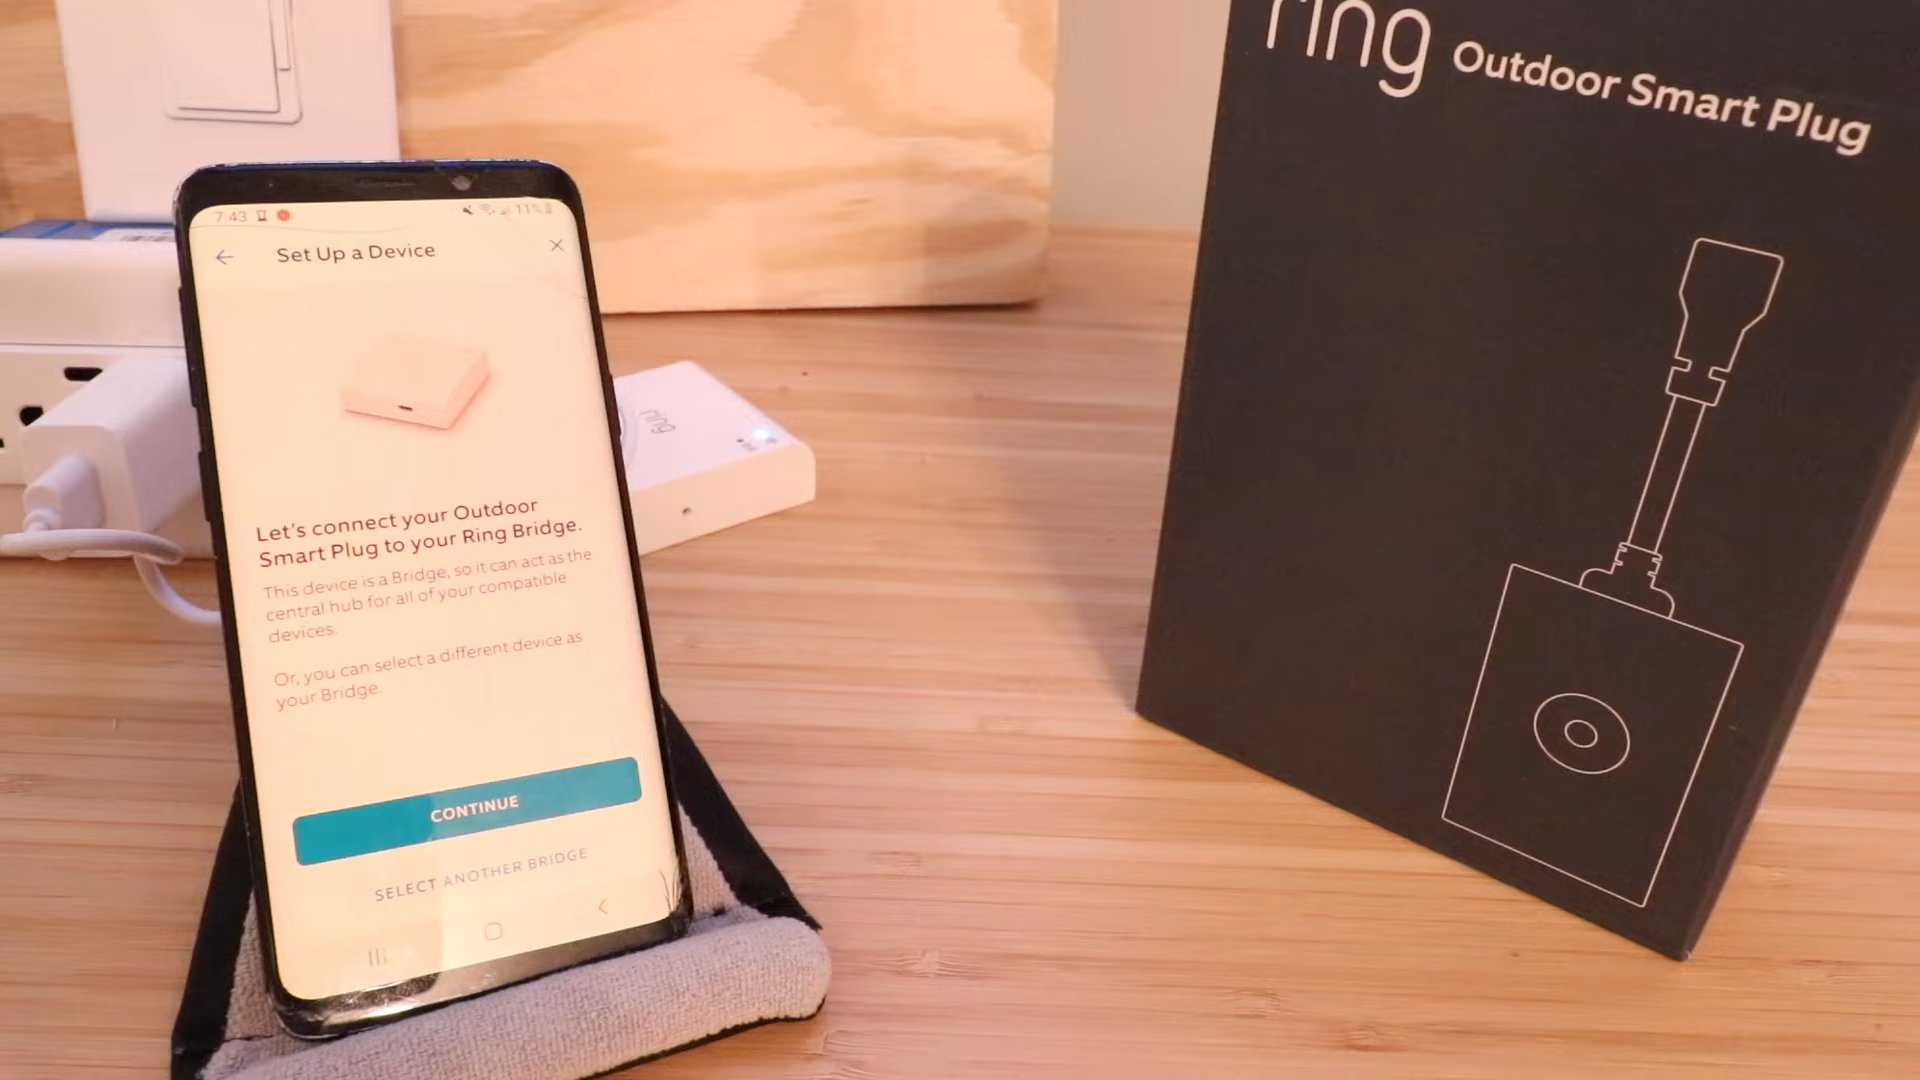 ring Outdoor Smart Plug
7:43
11%
Set Up a Device
Let's connect your Outdoor
Smart Plug to your Ring Bridge.
This device is a Bridge, so it can act as the
central hub for all of your compatible
devices.
Or, you can select a different device as
your Bridge.
CONTINUE
SELECT ANOTHER BRIDGE
ring